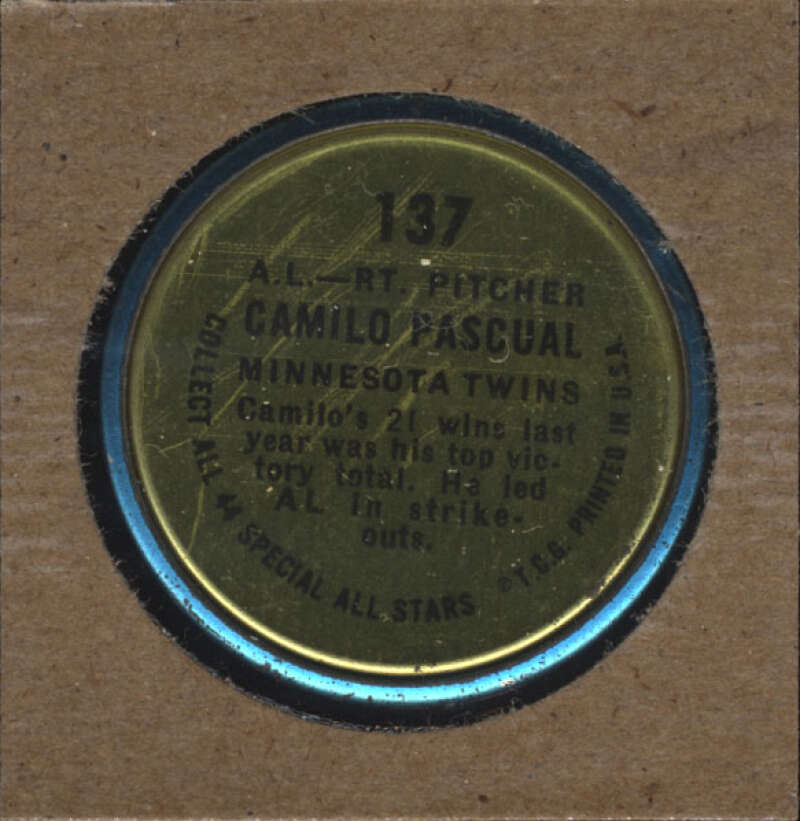 137
A.L.—RT. PITCHER
CAMILO PASCUAL
MINNESOTA TWINS
Camilo's 21 wins last
year was his top vic-
tory total. He led
AL in strike-
outs.
COLLECT ALL 44 SPECIAL ALL STARS
© T.C.G. PRINTED IN U.S.A.